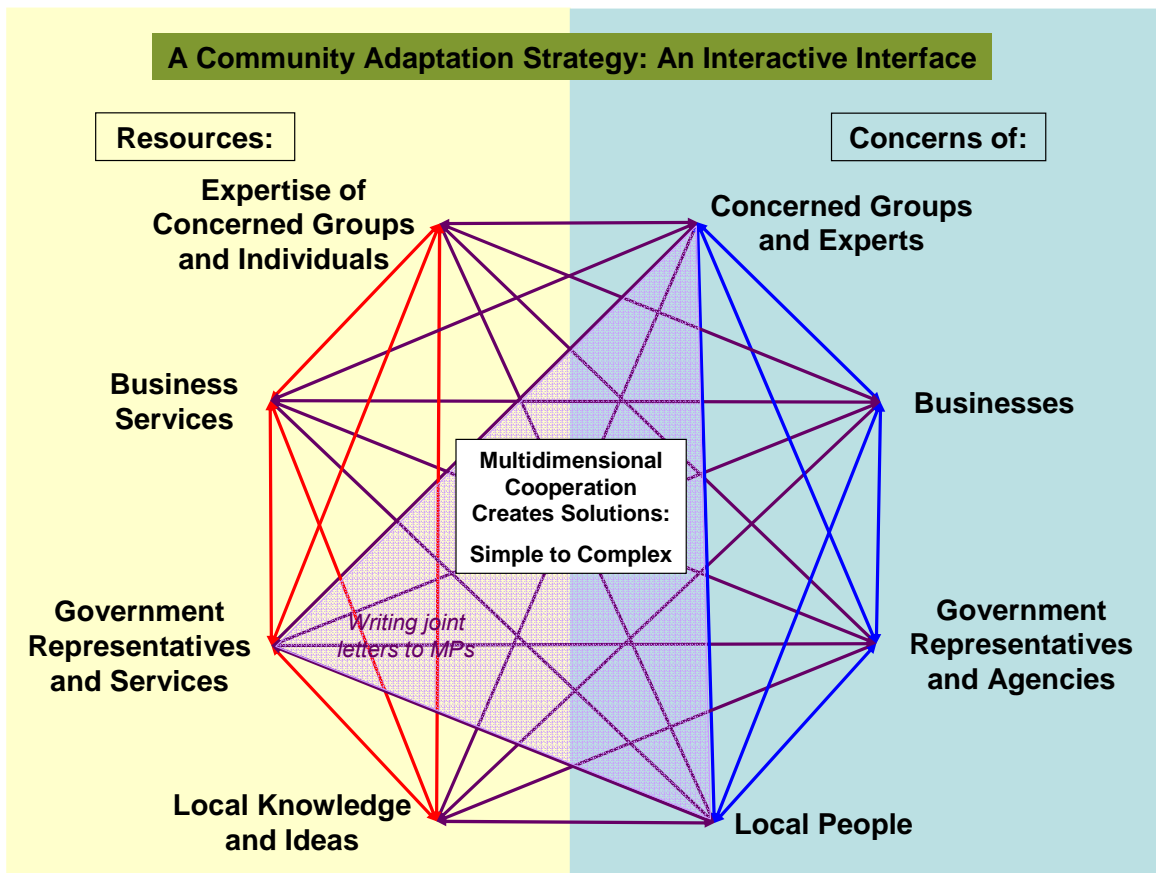 A Community Adaptation Strategy: An Interactive Interface
Resources:
Concerns of:
Expertise of
Concerned Groups
and Individuals
Concerned Groups
and Experts
Business
Services
Businesses
Multidimensional
Cooperation
Creates Solutions:
Simple to Complex
Government
Representatives
and Services
Writing joint
letters to MPs
Government
Representatives
and Agencies
Local Knowledge
and Ideas
Local People